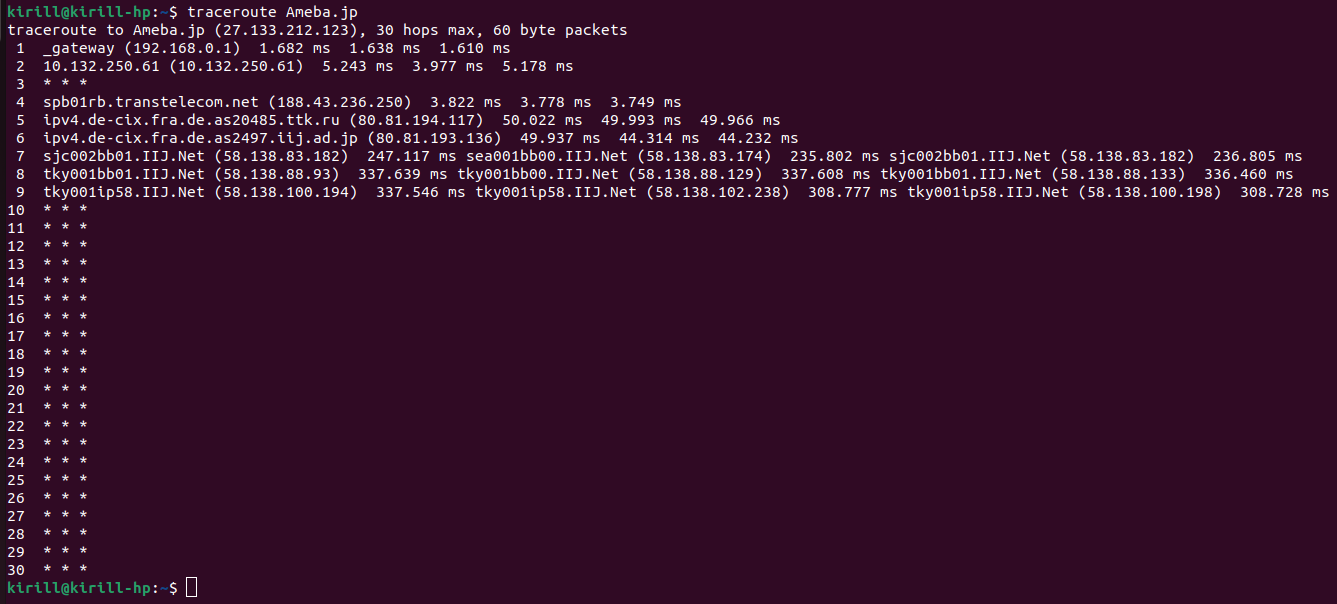 kirill@kirill-hp:~$ traceroute Ameba.jp
traceroute to Ameba.jp (27.133.212.123), 30 hops max, 60 byte packets
 1  _gateway (192.168.0.1)  1.682 ms  1.638 ms  1.610 ms
 2  10.132.250.61 (10.132.250.61)  5.243 ms  3.977 ms  5.178 ms
 3  * * *
 4  spb01rb.transtelecom.net (188.43.236.250)  3.822 ms  3.778 ms  3.749 ms
 5  ipv4.de-cix.fra.de.as20485.ttk.ru (80.81.194.117)  50.022 ms  49.993 ms  49.966 ms
 6  ipv4.de-cix.fra.de.as2497.iij.ad.jp (80.81.193.136)  49.937 ms  44.314 ms  44.232 ms
 7  sjc002bb01.IIJ.Net (58.138.83.182)  247.117 ms sea001bb00.IIJ.Net (58.138.83.174)  235.802 ms sjc002bb01.IIJ.Net (58.138.83.182)  236.805 ms
 8  tky001bb01.IIJ.Net (58.138.88.93)  337.639 ms tky001bb00.IIJ.Net (58.138.88.129)  337.608 ms tky001bb01.IIJ.Net (58.138.88.133)  336.460 ms
 9  tky001ip58.IIJ.Net (58.138.100.194)  337.546 ms tky001ip58.IIJ.Net (58.138.102.238)  308.777 ms tky001ip58.IIJ.Net (58.138.100.198)  308.728 ms
10  * * *
11  * * *
12  * * *
13  * * *
14  * * *
15  * * *
16  * * *
17  * * *
18  * * *
19  * * *
20  * * *
21  * * *
22  * * *
23  * * *
24  * * *
25  * * *
26  * * *
27  * * *
28  * * *
29  * * *
30  * * *
kirill@kirill-hp:~$